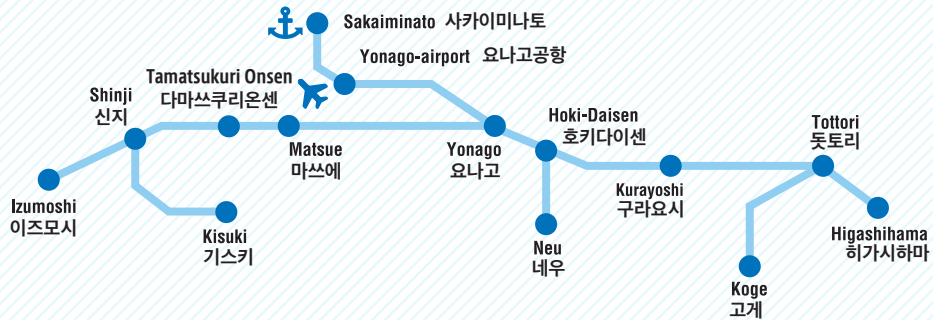 Sakaiminato 사카이미나토
Yonago-airport 요나고공항
Tamatsukuri Onsen
다마쓰쿠리온센
Shinji
신지
Hoki-Daisen
호키다이센
Tottori
돗토리
Matsue
마쓰에
Yonago
요나고
Kurayoshi
구라요시
Izumoshi
이즈모시
Kisuki
기스키
Neu
네우
Higashihama
히가시하마
Koge
고게